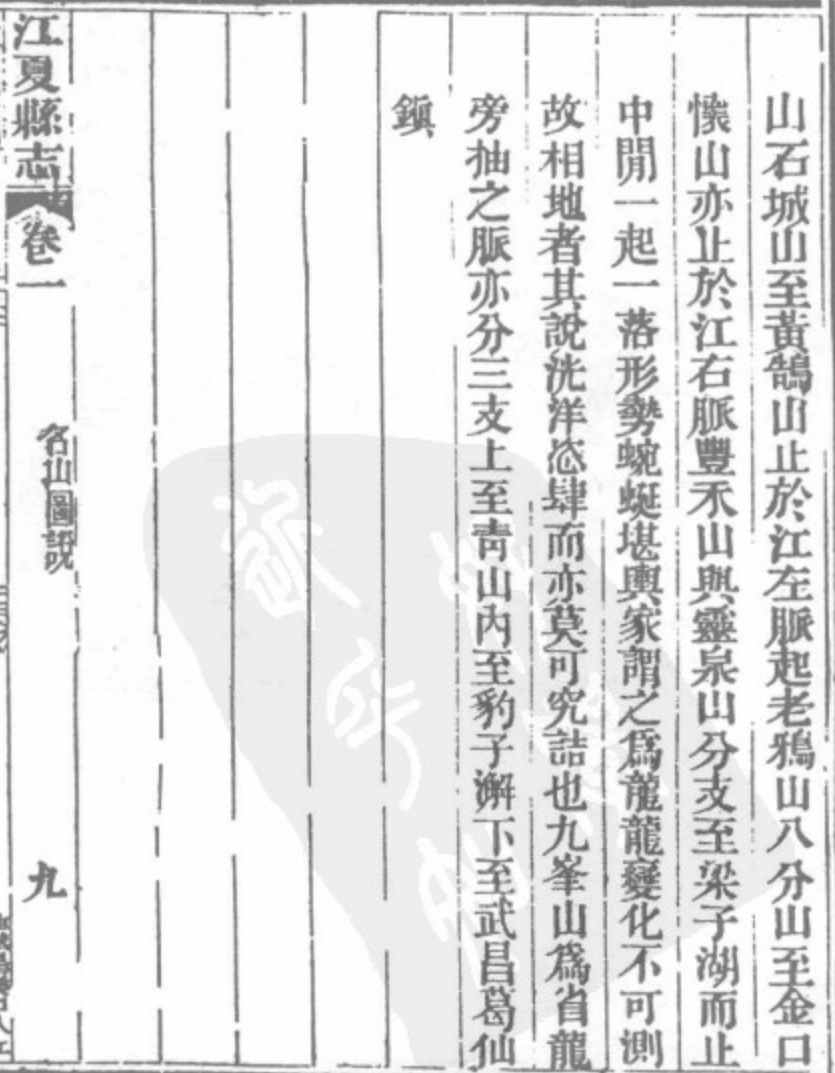 山石城山至黃鵠山止於江左脈起老鴉山八分山至金口
懷山亦止於江右脈豐禾山與靈泉山分支至梁子湖而止
中閒一起一落形勢蜿蜒堪輿家謂之爲龍龍變化不可測
故相地者其說洸洋恣肆而亦莫可究詰也九峯山爲省龍
旁抽之脈亦分三支上至靑山內至豹子澥下至武昌葛仙
鎭
江夏縣志
卷一
名山圖說
九